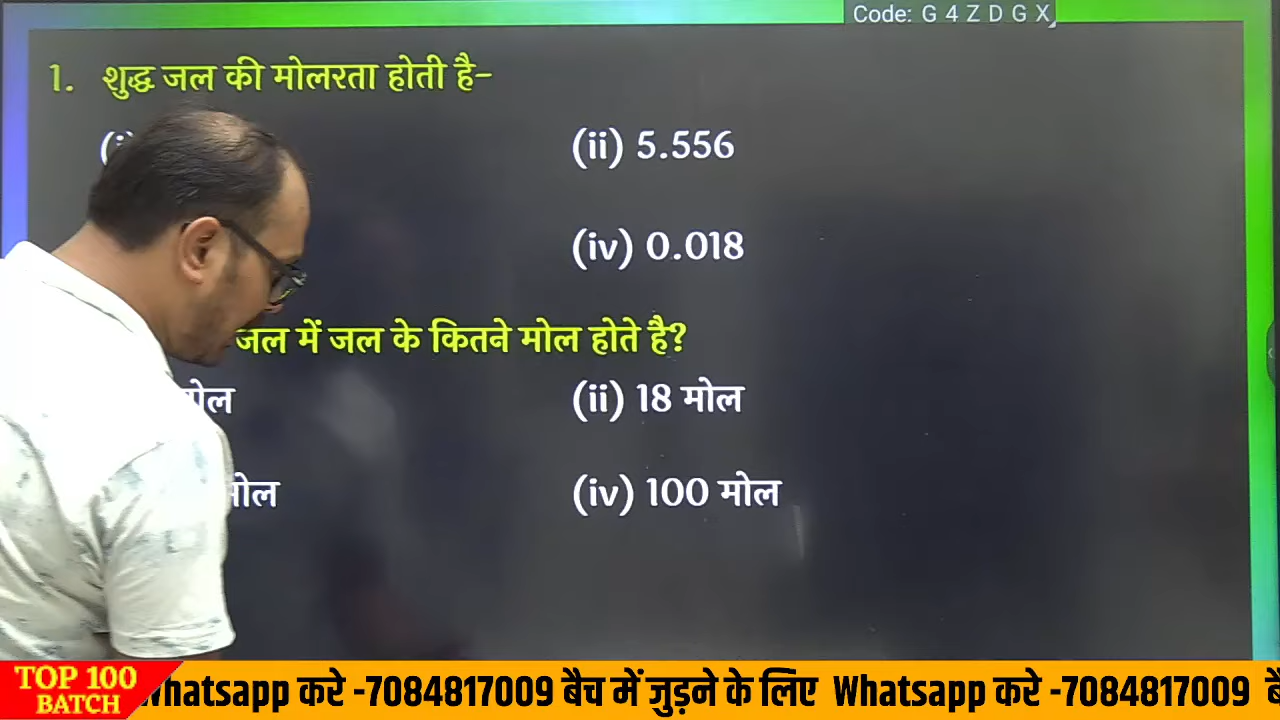 Code: G 4 Z D G X
1. शुद्ध जल की मोलरता होती है-
(ii) 5.556
(iv) 0.018
जल में जल के कितने मोल होते है?
मोल
(ii) 18 मोल
मोल
(iv) 100 मोल
TOP 100
BATCH
Whatsapp करे -7084817009 बैच में जुड़ने के लिए Whatsapp करे -7084817009